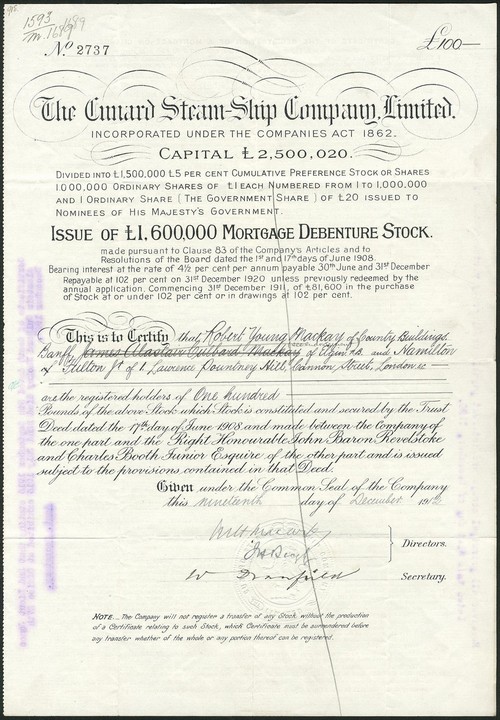 1593
No 2737
£100—
The Cunard Steam-Ship Company, Limited.
INCORPORATED UNDER THE COMPANIES ACT 1862.
CAPITAL £2,500,020.
DIVIDED INTO £1,500,000 £5 PER CENT CUMULATIVE PREFERENCE STOCK OR SHARES
1000,000 ORDINARY SHARES OF £1 EACH NUMBERED FROM 1 TO 1,000,000
AND 1 ORDINARY SHARE (THE GOVERNMENT SHARE) OF £20 ISSUED TO
NOMINEES OF HIS MAJESTY'S GOVERNMENT.
ISSUE OF £1,600,000 MORTGAGE DEBENTURE STOCK.
made pursuant to Clause 83 of the Company's Articles and to
Resolutions of the Board dated the 1st and 17th days of June 1908.
Bearing interest at the rate of 4½ per cent per annum payable 30th June and 31st December
Repayable at 102 per cent on 31st December 1920 unless previously redeemed by the
annual application. Commencing 31st December 1911, of £81,600 in the purchase
of Stock at or under 102 per cent or in drawings at 102 per cent.
This is to Certify that Robert Young Mackay of County Buildings,
Banff James Alastair Mackay of Elgin N.B. and Hamilton
Fulton of 1 Laurence Pountney Hill, Cannon Street, London EC
are the registered holders of One hundred
Pounds of the above Stock which Stock is constituted and secured by the Trust
Deed dated the 17th day of June 1908 and made between the Company of
the one part and the Right Honourable John Baron Revelstoke
and Charles Booth Junior Esquire of the other part and is issued
subject to the provisions contained in that Deed.
Given under the Common Seal of the Company
this nineteenth day of December 191
Directors.
Secretary.
NOTE._ The Company will not register a transfer of any Stock, without the production
of a Certificate relating to such Stock, which Certificate must be surrendered before
any transfer whether of the whole or any portion thereof can be registered.